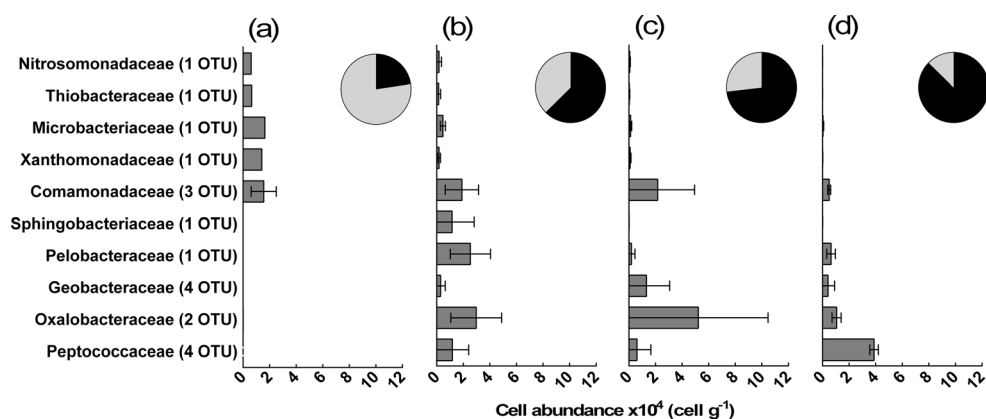 (a) (b) (c) (d)
Nitrosomonadaceae (1 OTU)
Thiobacteraceae (1 OTU)
Microbacteriaceae (1 OTU)
Xanthomonadaceae (1 OTU)
Comamonadaceae (3 OTU)
Sphingobacteriaceae (1 OTU)
Pelobacteraceae (1 OTU)
Geobacteraceae (4 OTU)
Oxalobacteraceae (2 OTU)
Peptococcaceae (4 OTU)
0 2 4 6 8 10 12 0 2 4 6 8 10 12 0 2 4 6 8 10 12 0 2 4 6 8 10 12
Cell abundance x10⁴ (cell g⁻¹)